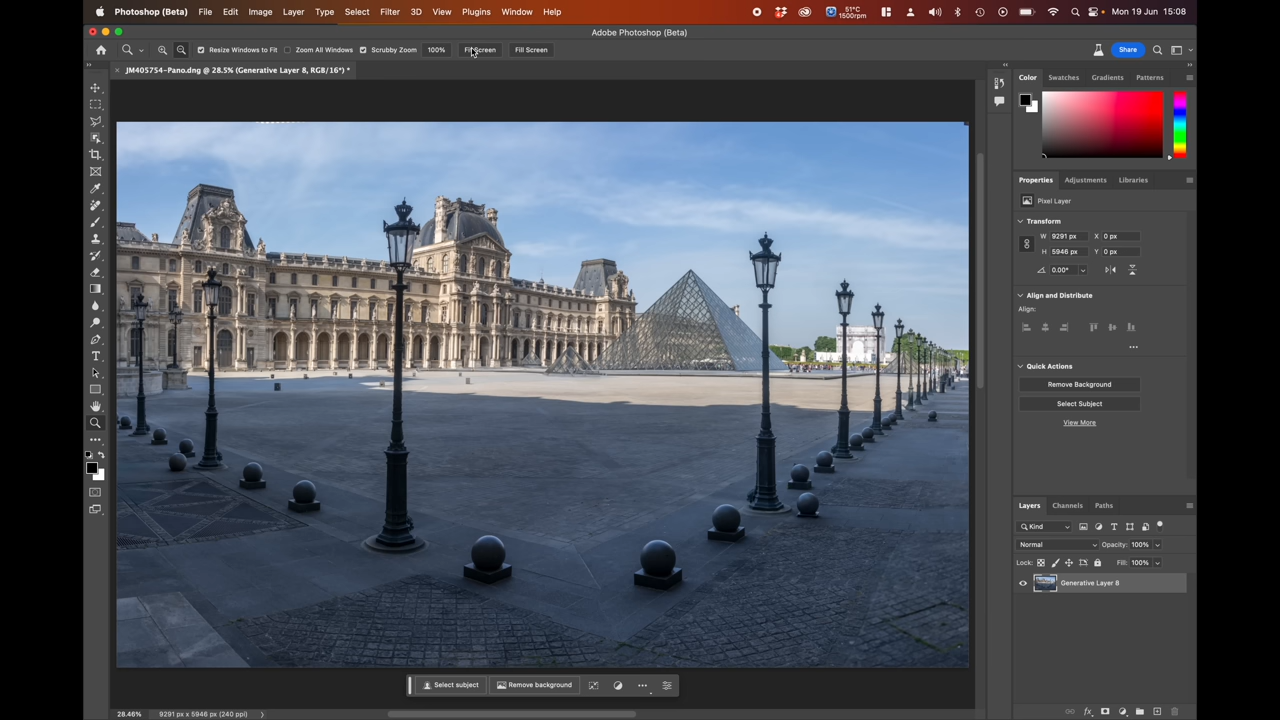 Photoshop (Beta) File Edit Image Layer Type Select Filter 3D View Plugins Window Help 51°C 1500rpm Mon 19 Jun 15:08
Adobe Photoshop (Beta)
Resize Windows to Fit Zoom All Windows Scrubby Zoom 100% Fit Screen Fill Screen Share
JM405754-Pano.dng @ 28.5% (Generative Layer 8, RGB/16*) *
Color Swatches Gradients Patterns
Properties Adjustments Libraries
Pixel Layer
Transform
W 9291 px X 0 px
H 5946 px Y 0 px
0.00°
Align and Distribute
Align:
Quick Actions
Remove Background
Select Subject
View More
Layers Channels Paths
Kind
Normal Opacity: 100%
Lock: Fill: 100%
Generative Layer 8
Select subject Remove background
28.46% 9291 px x 5946 px (240 ppi)